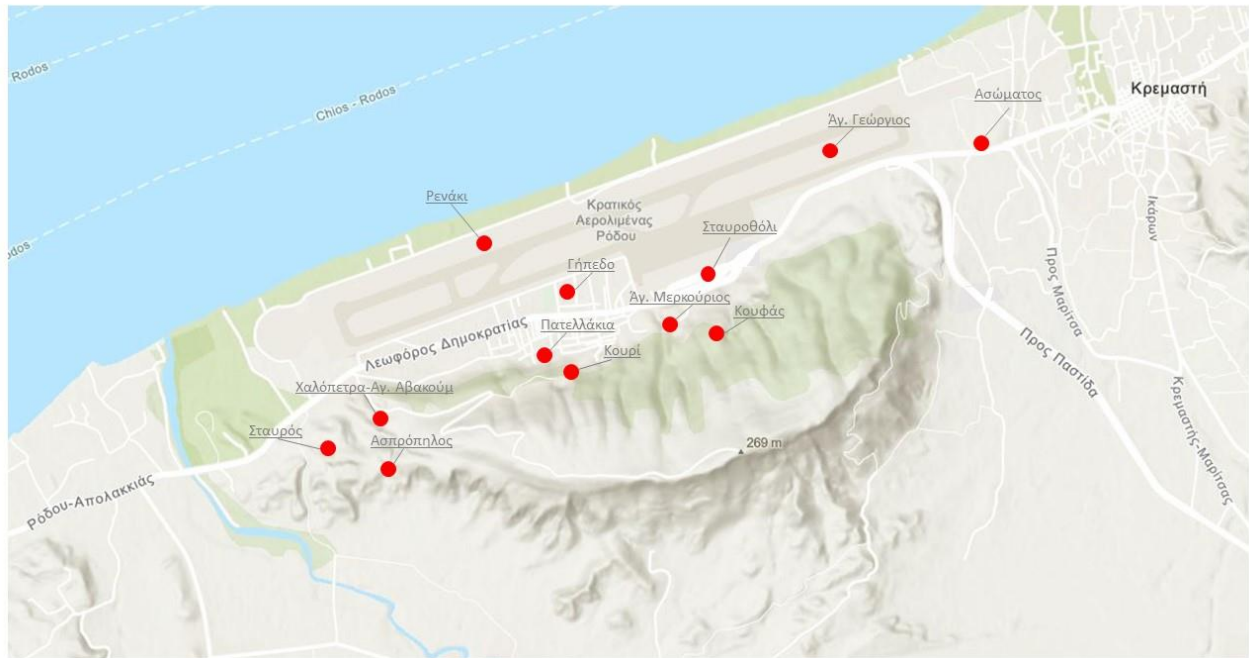 Rodos
Chios - Rodos
Rodos
Κρεμαστή
Ασώματος
Άγ. Γεώργιος
Ρενάκι
Κρατικός
Αερολιμένας
Ρόδου
Σταυροθόλι
Γήπεδο
Άγ. Μερκούριος
Κουφάς
Πατελλάκια
Κουρί
Λεωφόρος Δημοκρατίας
Χαλόπετρα-Αγ. Αβακούμ
Σταυρός
Ασπρόπηλος
269 m
Ρόδου-Απολακκιάς
Ικάρων
Προς Μαρίτσα
Προς Παστίδα
Κρεμαστής-Μαρίτσας